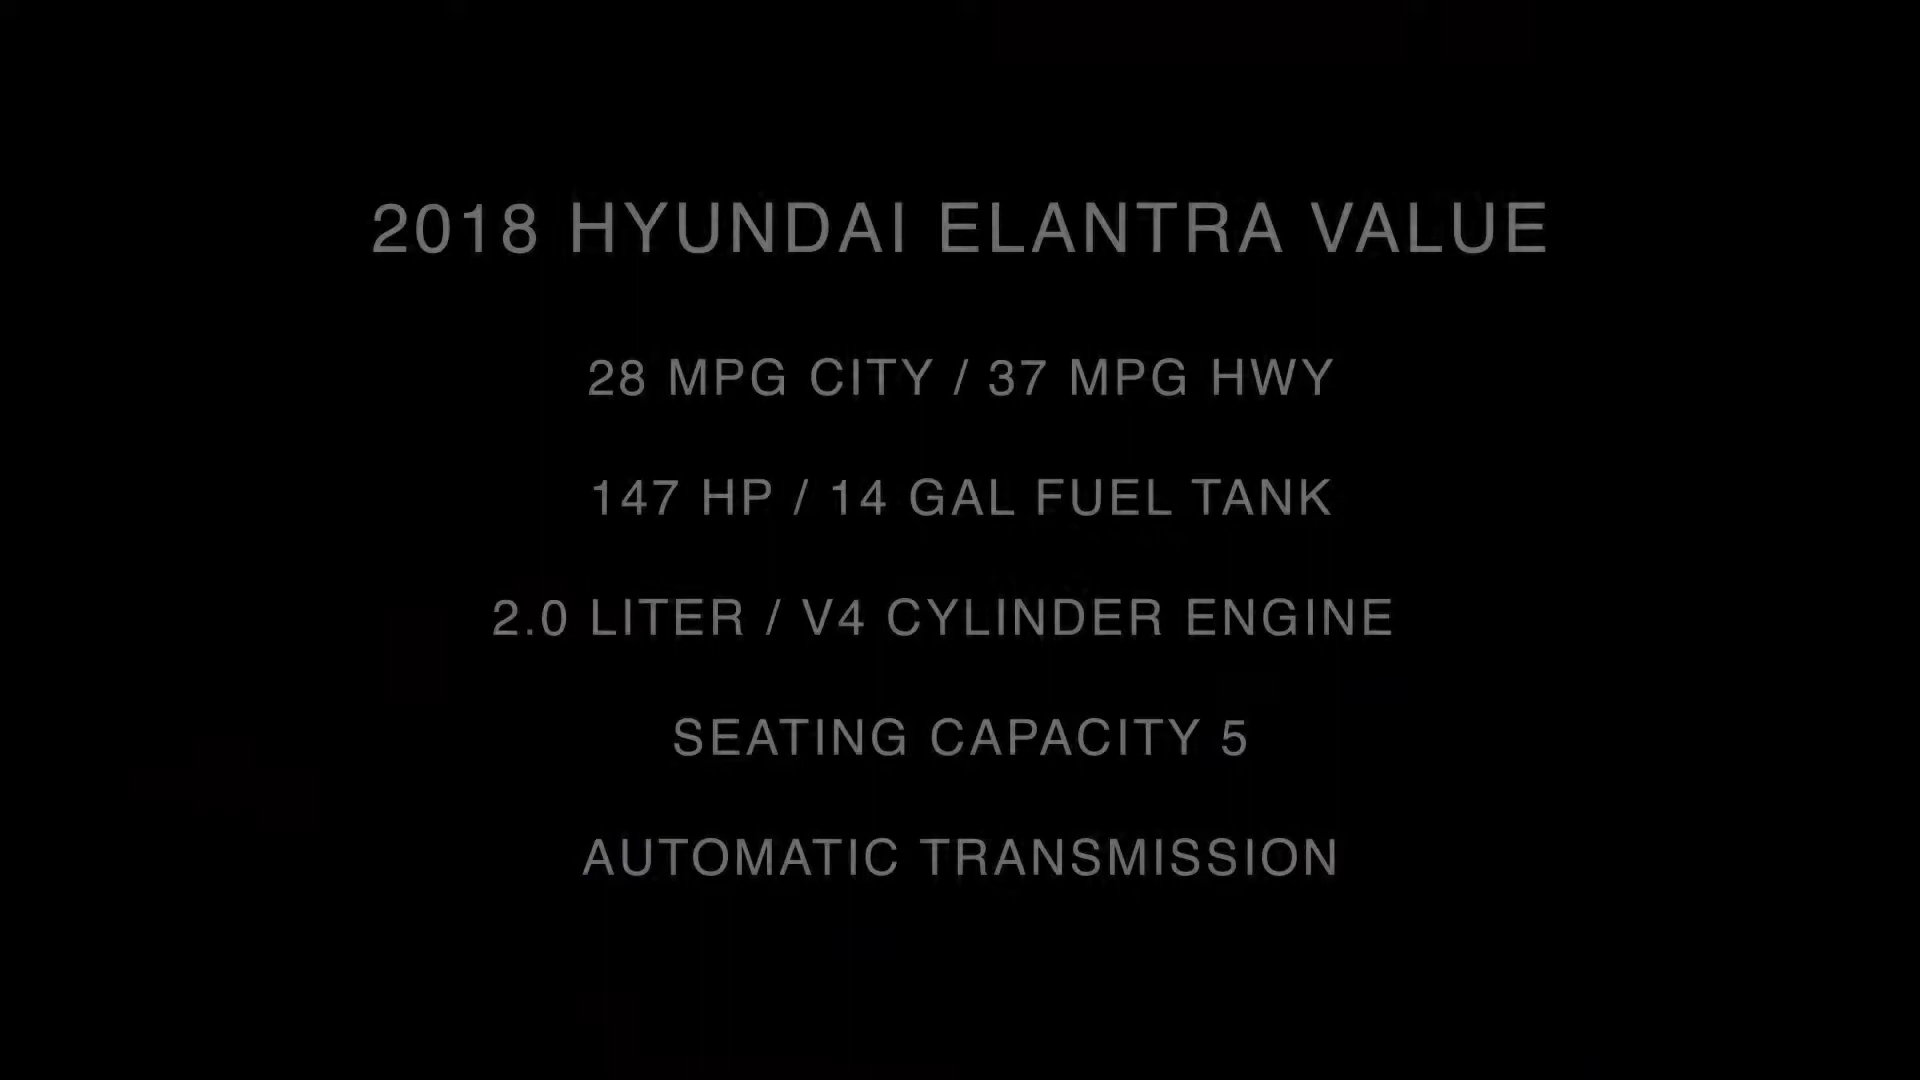 2018 HYUNDAI ELANTRA VALUE
28 MPG CITY / 37 MPG HWY
147 HP / 14 GAL FUEL TANK
2.0 LITER / V4 CYLINDER ENGINE
SEATING CAPACITY 5
AUTOMATIC TRANSMISSION